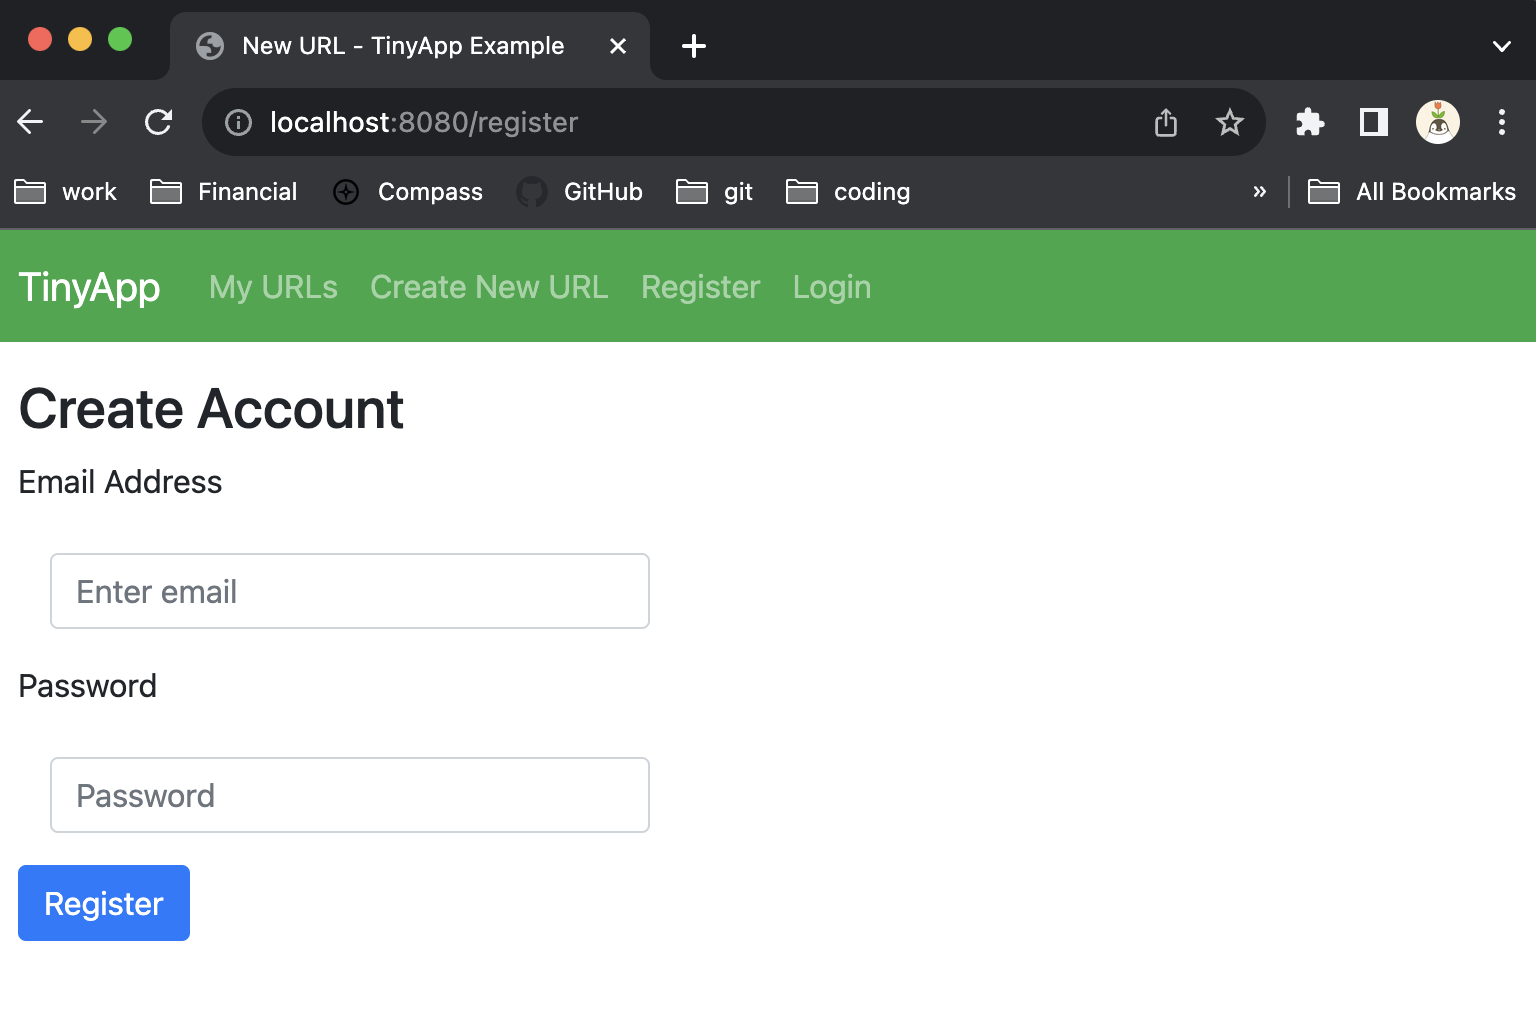 New URL - TinyApp Example
localhost:8080/register
work Financial Compass GitHub git coding » All Bookmarks
TinyApp My URLs Create New URL Register Login
Create Account
Email Address
Enter email
Password
Password
Register